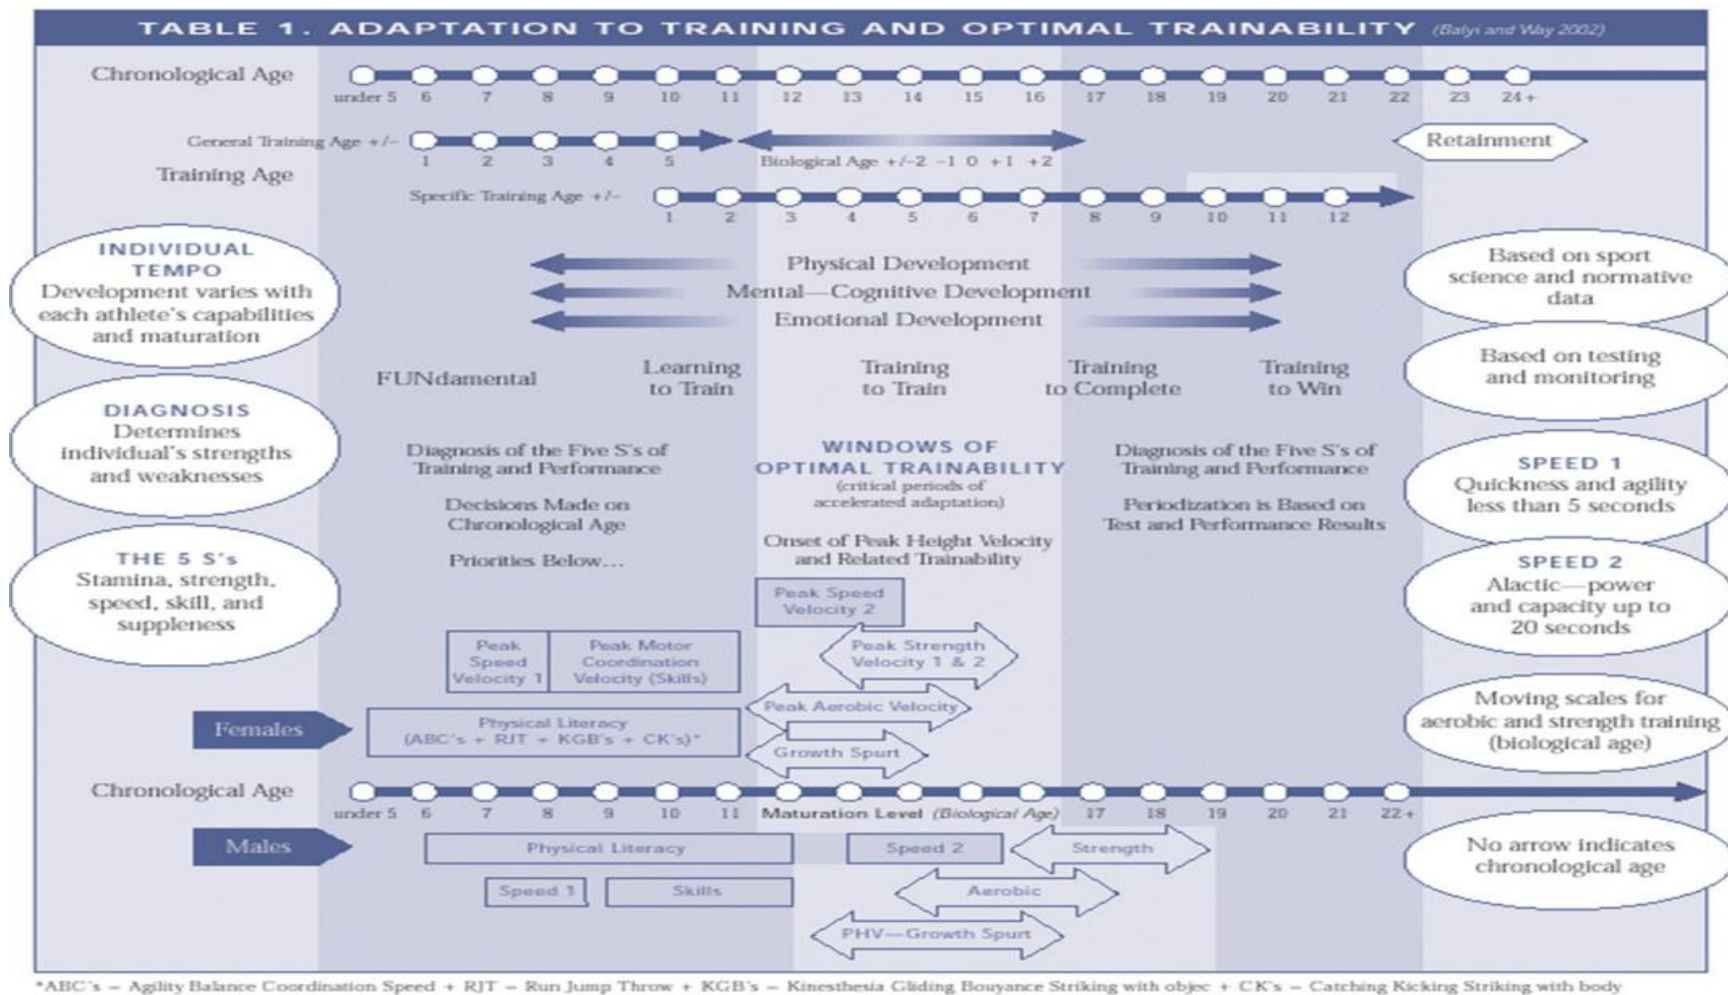 TABLE 1. ADAPTATION TO TRAINING AND OPTIMAL TRAINABILITY (Balyi and Way 2002)
Chronological Age
under 5 6 7 8 9 10 11 12 13 14 15 16 17 18 19 20 21 22 23 24+
General Training Age +/−
1 2 3 4 5
Biological Age +/−2 −1 0 +1 +2
Retainment
Training Age
Specific Training Age +/−
1 2 3 4 5 6 7 8 9 10 11 12
INDIVIDUAL
TEMPO
Development varies with
each athlete's capabilities
and maturation
Physical Development
Mental—Cognitive Development
Emotional Development
Based on sport
science and normative
data
FUNdamental
Learning
to Train
Training
to Train
Training
to Complete
Training
to Win
Based on testing
and monitoring
DIAGNOSIS
Determines
individual's strengths
and weaknesses
Diagnosis of the Five S's of
Training and Performance
Decisions Made on
Chronological Age
Priorities Below…
WINDOWS OF
OPTIMAL TRAINABILITY
(critical periods of
accelerated adaptation)
Onset of Peak Height Velocity
and Related Trainability
Diagnosis of the Five S's of
Training and Performance
Periodization is Based on
Test and Performance Results
SPEED 1
Quickness and agility
less than 5 seconds
THE 5 S's
Stamina, strength,
speed, skill, and
suppleness
SPEED 2
Alactic—power
and capacity up to
20 seconds
Peak Speed
Velocity 2
Peak
Speed
Velocity 1
Peak Motor
Coordination
Velocity (Skills)
Peak Strength
Velocity 1 & 2
Peak Aerobic Velocity
Females
Physical Literacy
(ABC's + RJT + KGB's + CK's)*
Growth Spurt
Moving scales for
aerobic and strength training
(biological age)
Chronological Age
under 5 6 7 8 9 10 11 Maturation Level (Biological Age) 17 18 19 20 21 22+
Males
Physical Literacy
Speed 2
Strength
Speed 1
Skills
Aerobic
PHV—Growth Spurt
No arrow indicates
chronological age
*ABC's − Agility Balance Coordination Speed + RJT − Run Jump Throw + KGB's − Kinesthesia Gliding Bouyance Striking with objec + CK's − Catching Kicking Striking with body